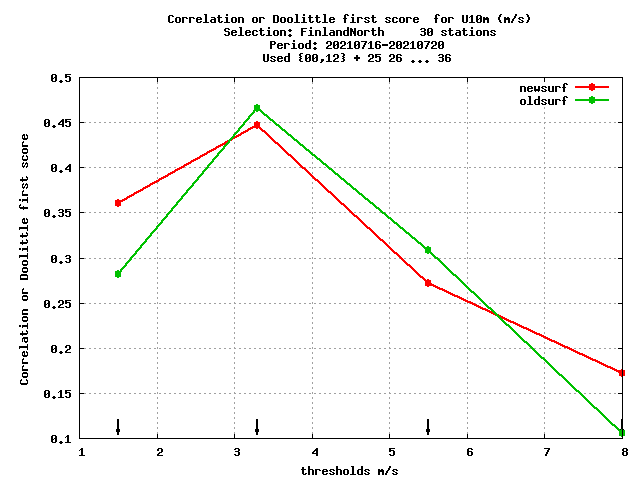 Correlation or Doolittle first score  for U10m (m/s)
Selection: FinlandNorth     30 stations
Period: 20210716-20210720
Used {00,12} + 25 26 ... 36
newsurf
oldsurf
Correlation or Doolittle first score
0.5
0.45
0.4
0.35
0.3
0.25
0.2
0.15
0.1
1 2 3 4 5 6 7 8
thresholds m/s